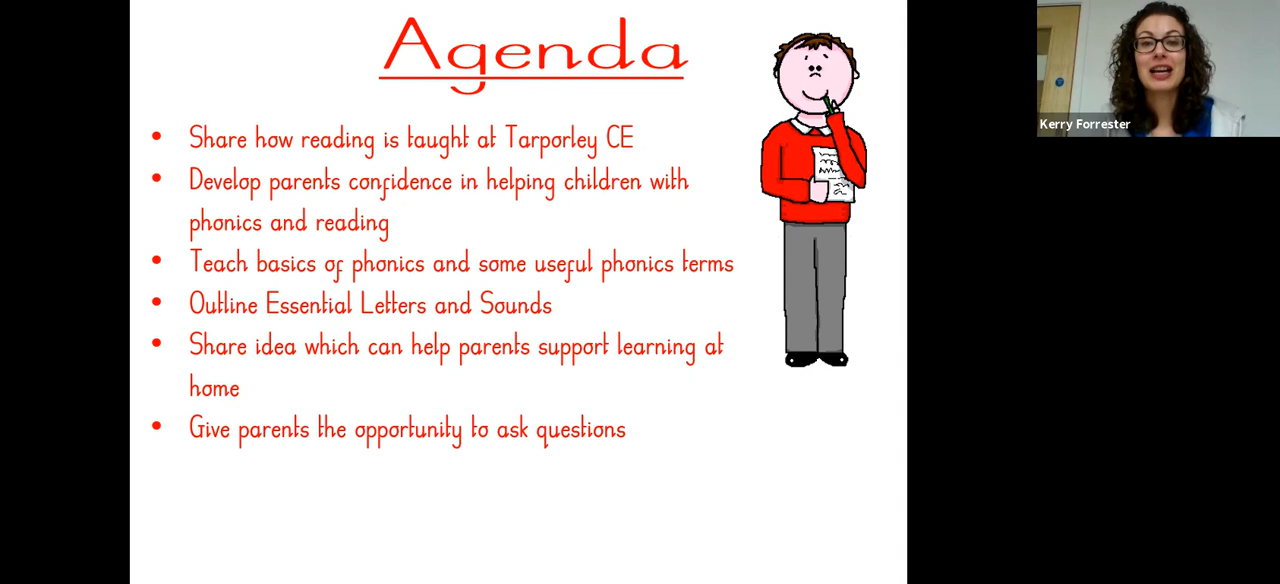 Agenda
• Share how reading is taught at Tarporley CE
• Develop parents confidence in helping children with
phonics and reading
• Teach basics of phonics and some useful phonics terms
• Outline Essential Letters and Sounds
• Share idea which can help parents support learning at
home
• Give parents the opportunity to ask questions
Kerry Forrester